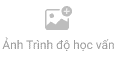 Ảnh Trình độ học vấn